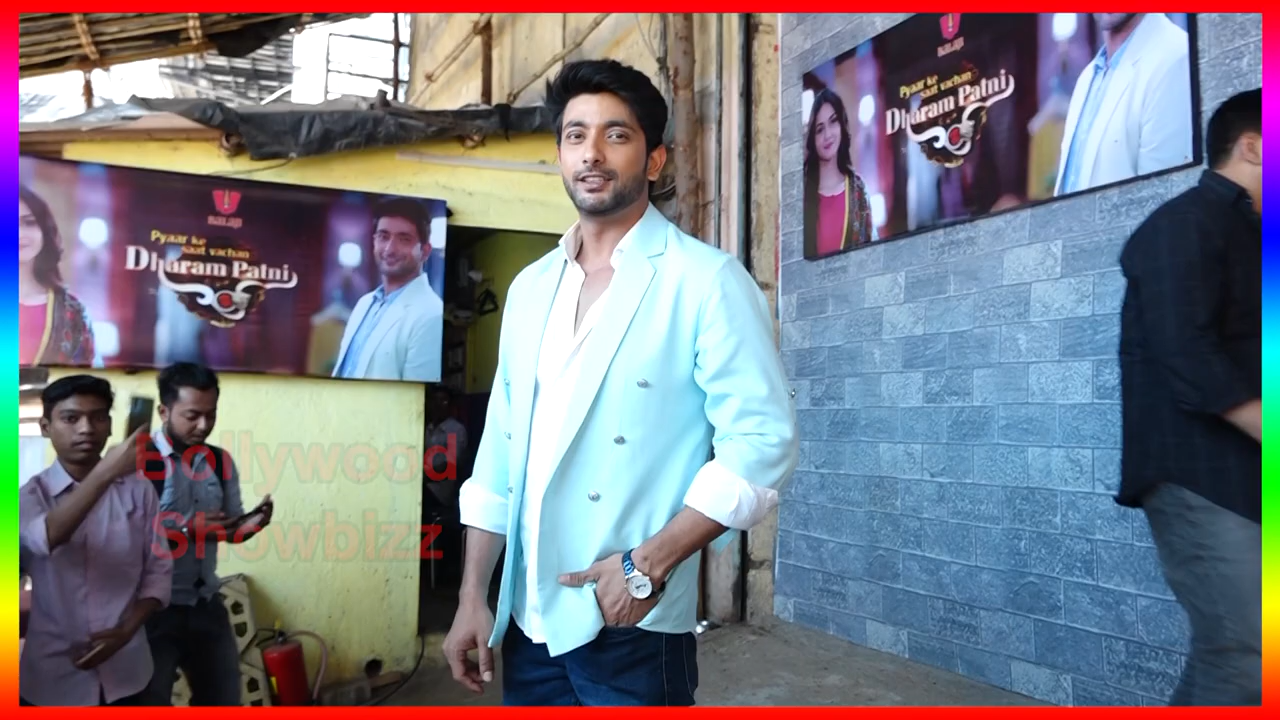 BALAJI
Pyaar ke
saat vachan
Dharam Patni
BALAJI
Pyaar ke
saat vachan
Dharam Patni
Bollywood
Showbizz